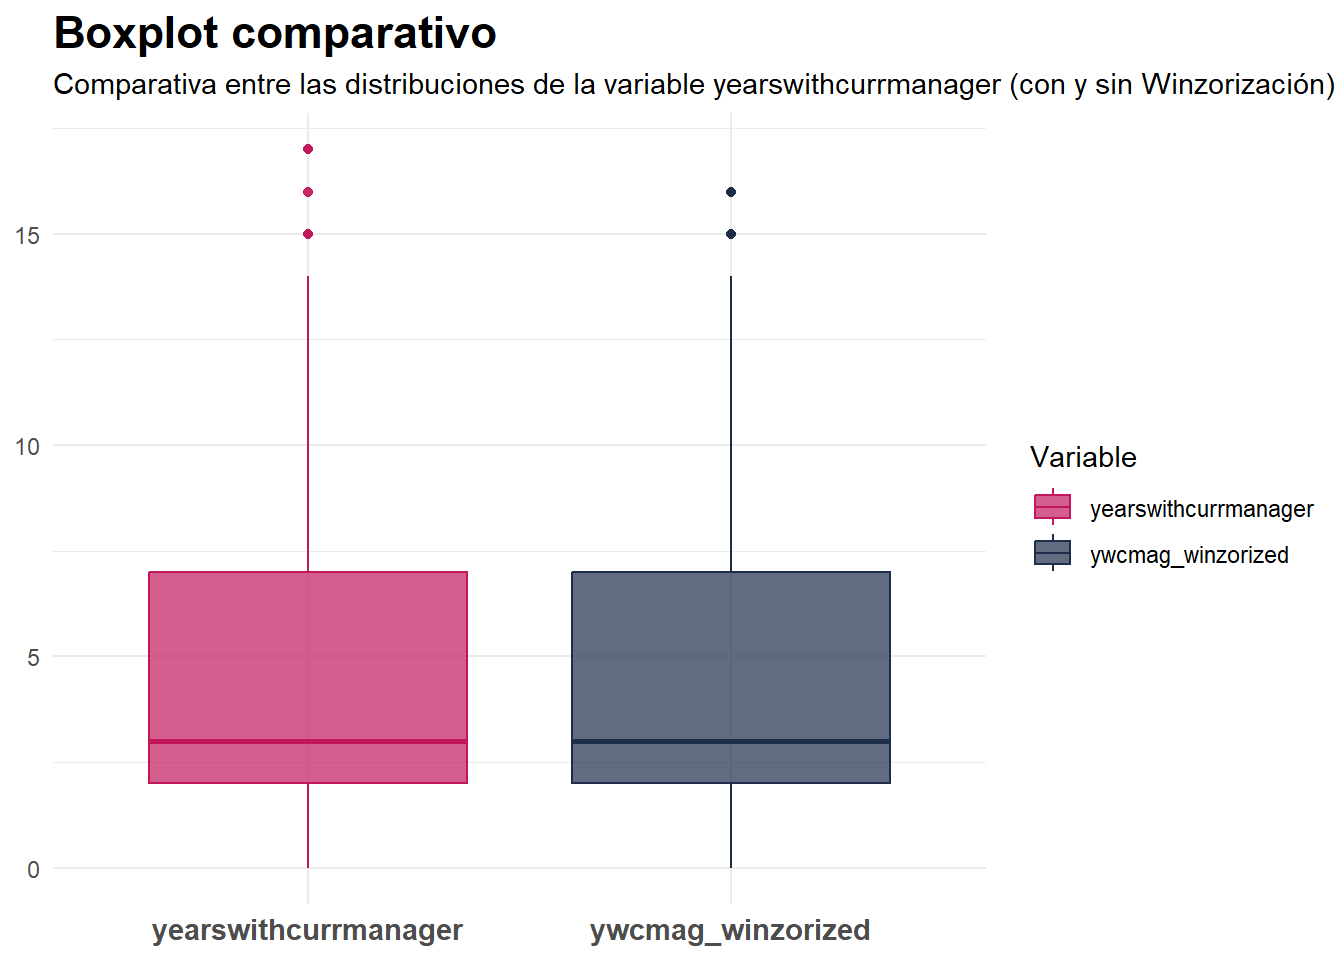 Boxplot comparativo
Comparativa entre las distribuciones de la variable yearswithcurrmanager (con y sin Winzorización)
15
10
5
0
yearswithcurrmanager
ywcmag_winzorized
Variable
yearswithcurrmanager
ywcmag_winzorized